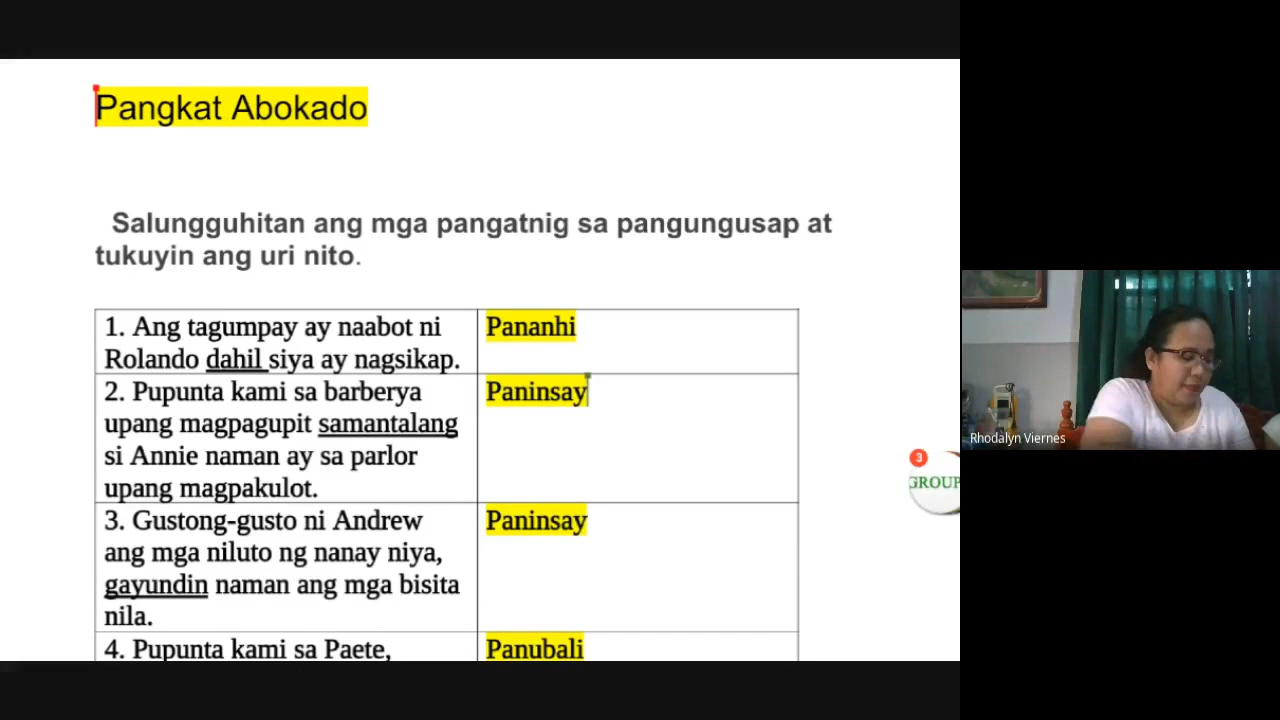 Pangkat Abokado
Salungguhitan ang mga pangatnig sa pangungusap at
tukuyin ang uri nito.
1. Ang tagumpay ay naabot ni
Rolando dahil siya ay nagsikap.
Pananhi
2. Pupunta kami sa barberya
upang magpagupit samantalang
si Annie naman ay sa parlor
upang magpakulot.
Paninsay
3. Gustong-gusto ni Andrew
ang mga niluto ng nanay niya,
gayundin naman ang mga bisita
nila.
Paninsay
4. Pupunta kami sa Paete,
Panubali
Rhodalyn Viernes
3
GROUP